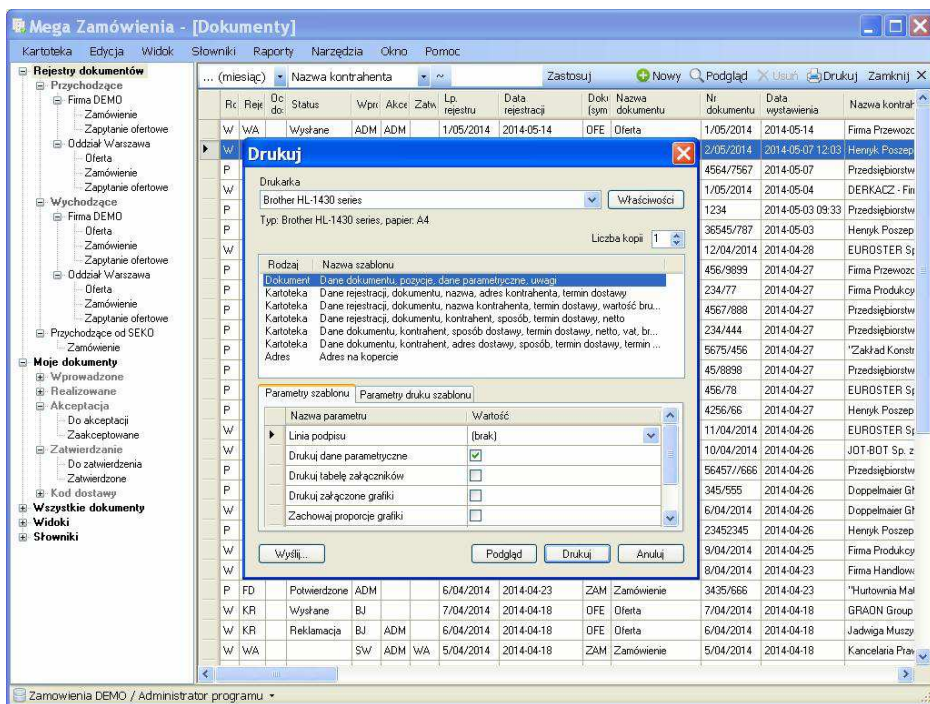 Mega Zamówienia - [Dokumenty]
Kartoteka Edycja Widok Słowniki Raporty Narzędzia Okno Pomoc
Rejestry dokumentów
Przychodzące
Firma DEMO
Zamówienie
Zapytanie ofertowe
Oddział Warszawa
Oferta
Zamówienie
Zapytanie ofertowe
Wychodzące
Firma DEMO
Oferta
Zamówienie
Zapytanie ofertowe
Oddział Warszawa
Oferta
Zamówienie
Zapytanie ofertowe
Przychodzące od SEKO
Zamówienie
Moje dokumenty
Wprowadzone
Realizowane
Akceptacja
Do akceptacji
Zaakceptowane
Zatwierdzanie
Do zatwierdzenia
Zatwierdzone
Kod dostawy
Wszystkie dokumenty
Widoki
Słowniki
... (miesiąc) Nazwa kontrahenta ~ Zastosuj Nowy Podgląd Usuń Drukuj Zamknij
Status Lp. rejestru Data rejestracji Nazwa dokumentu Nr dokumentu Data wystawienia Nazwa kontrah
W WA Wysłane ADM ADM 1/05/2014 2014-05-14 OFE Oferta 1/05/2014 2014-05-14 Firma Przewozc
W 2/05/2014 2014-05-07 12:03 Henryk Poszep
P 4564/7567 2014-05-07 Przedsiębiorstw
W 1/05/2014 2014-05-04 DERKACZ - Fir
P 1234 2014-05-03 09:33 Przedsiębiorstw
P 36545/787 2014-05-03 Henryk Poszep
W 12/04/2014 2014-04-28 EUROSTER Sp
P 456/9899 2014-04-27 Firma Przewozc
P 234/77 2014-04-27 Firma Produkcy
P 4567/888 2014-04-27 Przedsiębiorstw
P 234/444 2014-04-27 Przedsiębiorstw
P 5675/456 2014-04-27 "Zakład Konstr
P 45/8898 2014-04-27 Przedsiębiorstw
P 456/78 2014-04-27 EUROSTER Sp
P 4256/66 2014-04-27 Henryk Poszep
W 11/04/2014 2014-04-26 EUROSTER Sp
W 10/04/2014 2014-04-26 JOT-BOT Sp. z
P 56457//666 2014-04-26 Przedsiębiorstw
P 345/555 2014-04-26 Doppelmaier Gł
W 6/04/2014 2014-04-26 Doppelmaier Gł
P 23452345 2014-04-26 Henryk Poszep
W 9/04/2014 2014-04-25 Firma Produkcy
W 8/04/2014 2014-04-23 Firma Handlowa
P FD Potwierdzone ADM 6/04/2014 2014-04-23 ZAM Zamówienie 3435/666 2014-04-23 "Hurtownia Mat
W KR Wysłane BJ 7/04/2014 2014-04-18 OFE Oferta 7/04/2014 2014-04-18 GRAON Group
W KR Reklamacja BJ ADM 6/04/2014 2014-04-18 OFE Oferta 6/04/2014 2014-04-18 Jadwiga Muszy
W WA SW ADM WA 5/04/2014 2014-04-18 ZAM Zamówienie 5/04/2014 2014-04-18 Kancelaria Praw
Drukuj
Drukarka
Brother HL-1430 series Właściwości
Typ: Brother HL-1430 series, papier: A4
Liczba kopii 1
Rodzaj Nazwa szablonu
Dokument Dane dokumentu, pozycje, dane parametryczne, uwagi
Kartoteka Dane rejestracji, dokumentu, nazwa, adres kontrahenta, termin dostawy
Kartoteka Dane rejestracji, dokumentu, nazwa kontrahenta, termin dostawy, wartość bru...
Kartoteka Dane rejestracji, dokumentu, kontrahent, sposób, termin dostawy, netto
Kartoteka Dane dokumentu, kontrahent, sposób dostawy, termin dostawy, netto, vat, br...
Kartoteka Dane dokumentu, kontrahent, adres dostawy, sposób, termin dostawy, termin ...
Adres Adres na kopercie
Parametry szablonu Parametry druku szablonu
Nazwa parametru Wartość
Linia podpisu (brak)
Drukuj dane parametryczne
Drukuj tabelę załączników
Drukuj załączone grafiki
Zachowaj proporcje grafiki
Wyślij... Podgląd Drukuj Anuluj
Zamowienia DEMO / Administrator programu